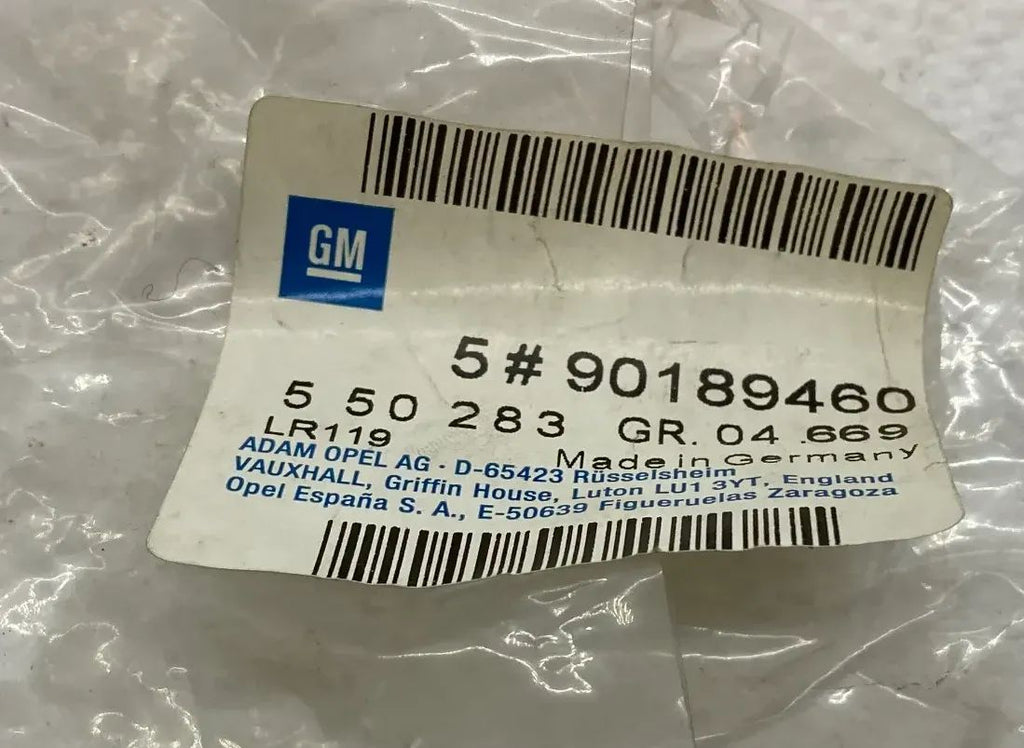 GM
5 # 90189460
5 50 283 GR. 04 .669
LR119 Made in Germany
ADAM OPEL AG · D-65423 Rüsselsheim
VAUXHALL, Griffin House, Luton LU1 3YT, England
Opel España S. A., E-50639 Figueruelas Zaragoza